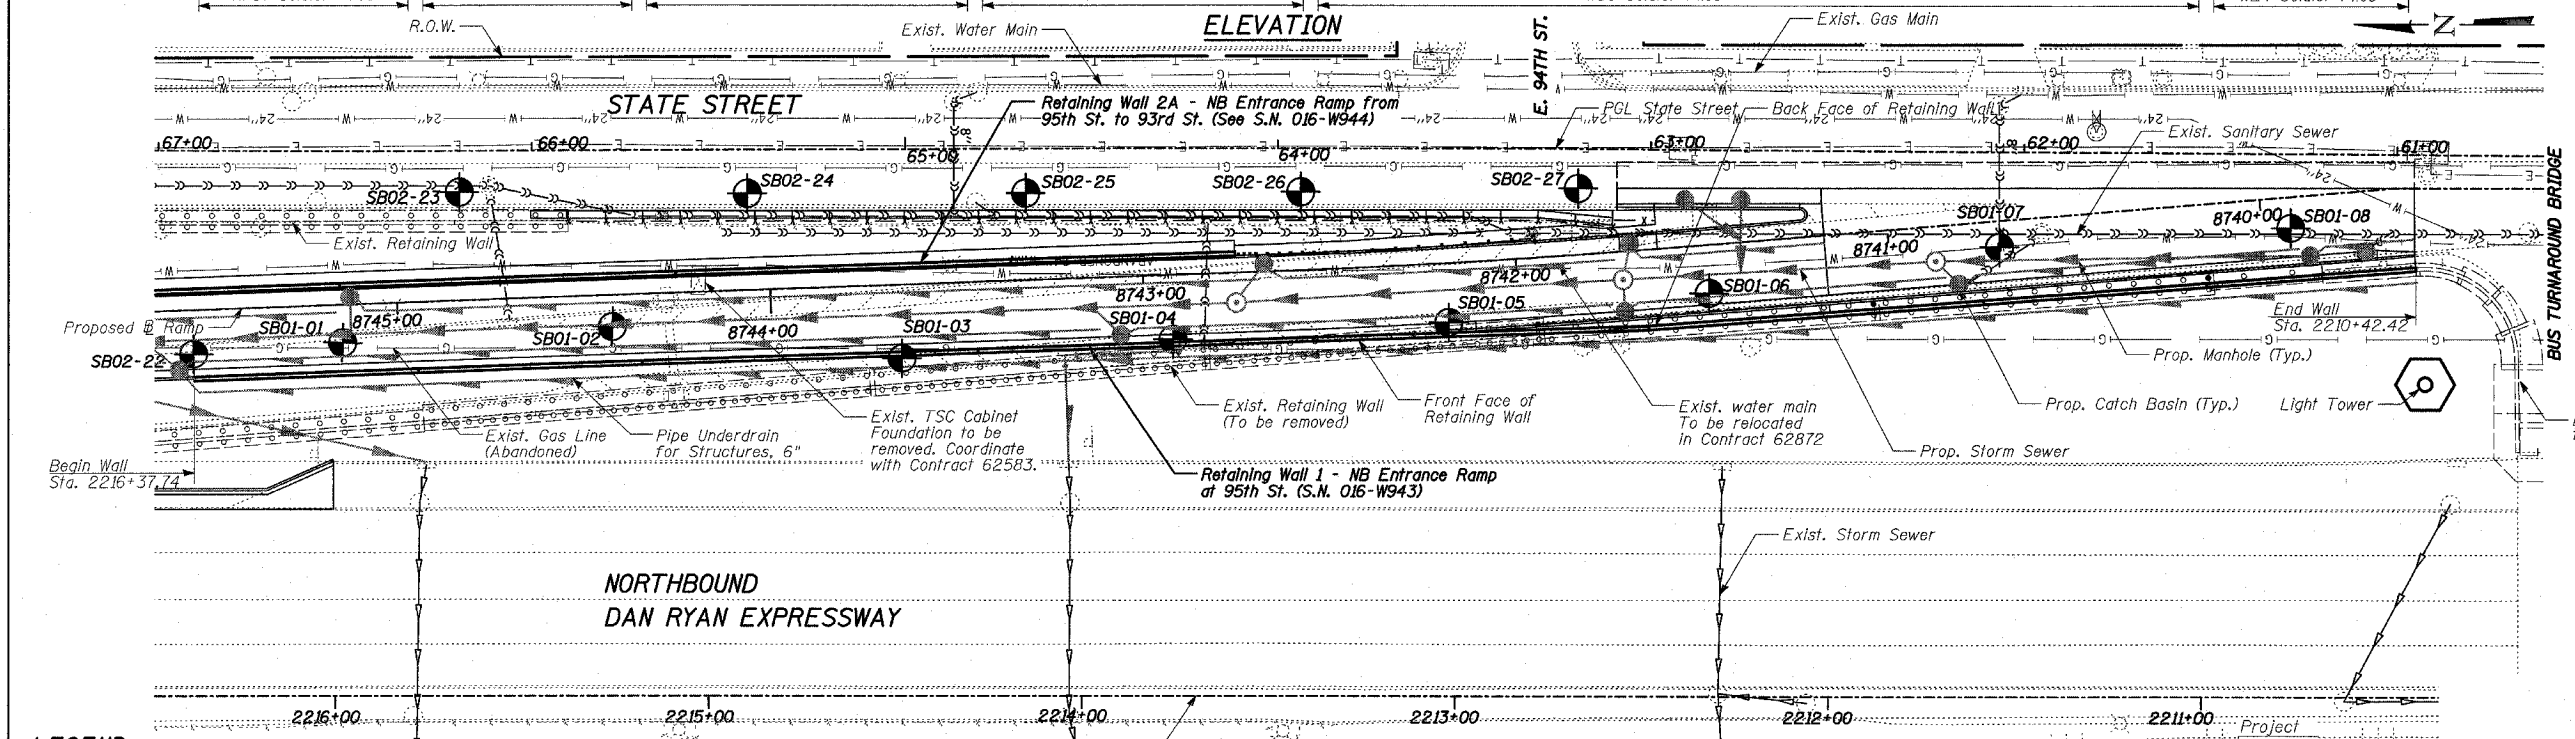 ELEVATION
R.O.W.
Exist. Water Main
E. 94TH ST.
Exist. Gas Main
N
STATE STREET
Retaining Wall 2A - NB Entrance Ramp from
95th St. to 93rd St. (See S.N. 016-W944)
PGL State Street
Back Face of Retaining Wall
Exist. Sanitary Sewer
67+00
66+00
65+00
64+00
63+00
62+00
61+00
8"
8"
SB02-23
SB02-24
SB02-25
SB02-26
SB02-27
SB01-07
8740+00
SB01-08
BUS TURNAROUND BRIDGE
Exist. Retaining Wall
8741+00
8742+00
8743+00
SB01-06
SB01-05
Proposed ℄ Ramp
SB01-01
8745+00
SB01-02
8744+00
SB01-03
SB01-04
SB02-22
End Wall
Sta. 2210+42.42
Prop. Manhole (Typ.)
Exist. Gas Line
(Abandoned)
Pipe Underdrain
for Structures, 6"
Exist. TSC Cabinet
Foundation to be
removed. Coordinate
with Contract 62583.
Exist. Retaining Wall
(To be removed)
Front Face of
Retaining Wall
Exist. water main
To be relocated
in Contract 62872
Prop. Catch Basin (Typ.)
Light Tower
Prop. Storm Sewer
Begin Wall
Sta. 2216+37.74
Retaining Wall 1 - NB Entrance Ramp
at 95th St. (S.N. 016-W943)
Exist. Storm Sewer
NORTHBOUND
DAN RYAN EXPRESSWAY
2216+00
2215+00
2214+00
2213+00
2212+00
2211+00
Project